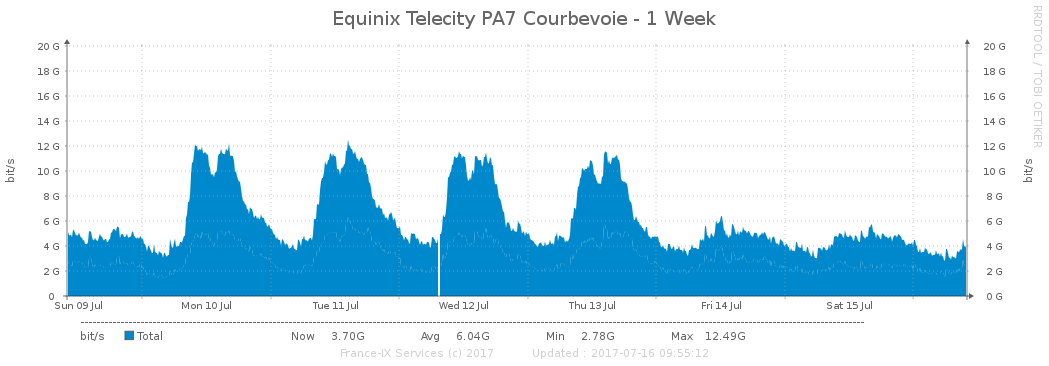 Equinix Telecity PA7 Courbevoie - 1 Week
RRDTOOL / TOBI OETIKER
bit/s
20 G 20 G
18 G 18 G
16 G 16 G
14 G 14 G
12 G 12 G
10 G 10 G
8 G 8 G
6 G 6 G
4 G 4 G
2 G 2 G
0 0 G
bit/s
Sun 09 Jul Mon 10 Jul Tue 11 Jul Wed 12 Jul Thu 13 Jul Fri 14 Jul Sat 15 Jul
bit/s Total Now 3.70G Avg 6.04G Min 2.78G Max 12.49G
France-IX Services (c) 2017 Updated : 2017-07-16 09:55:12